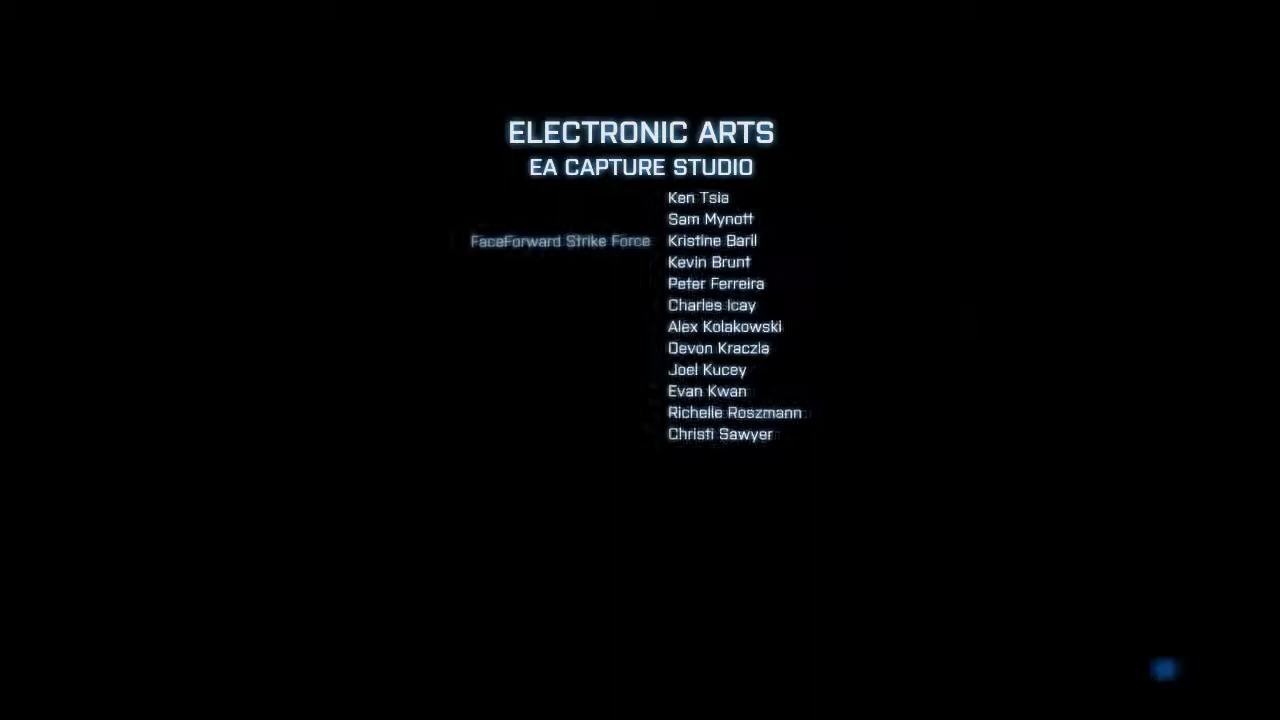 ELECTRONIC ARTS
EA CAPTURE STUDIO
Ken Tsia
Sam Mynott
FaceForward Strike Force Kristine Baril
Kevin Brunt
Peter Ferreira
Charles Icay
Alex Kolakowski
Devon Kraczla
Joel Kucey
Evan Kwan
Richelle Roszmann
Christi Sawyer